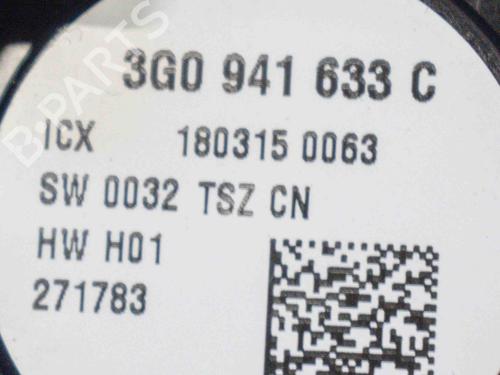 3G0 941 633 C
ICX 180315 0063
SW 0032 TSZ CN
HW H01
271783
B-PARTS